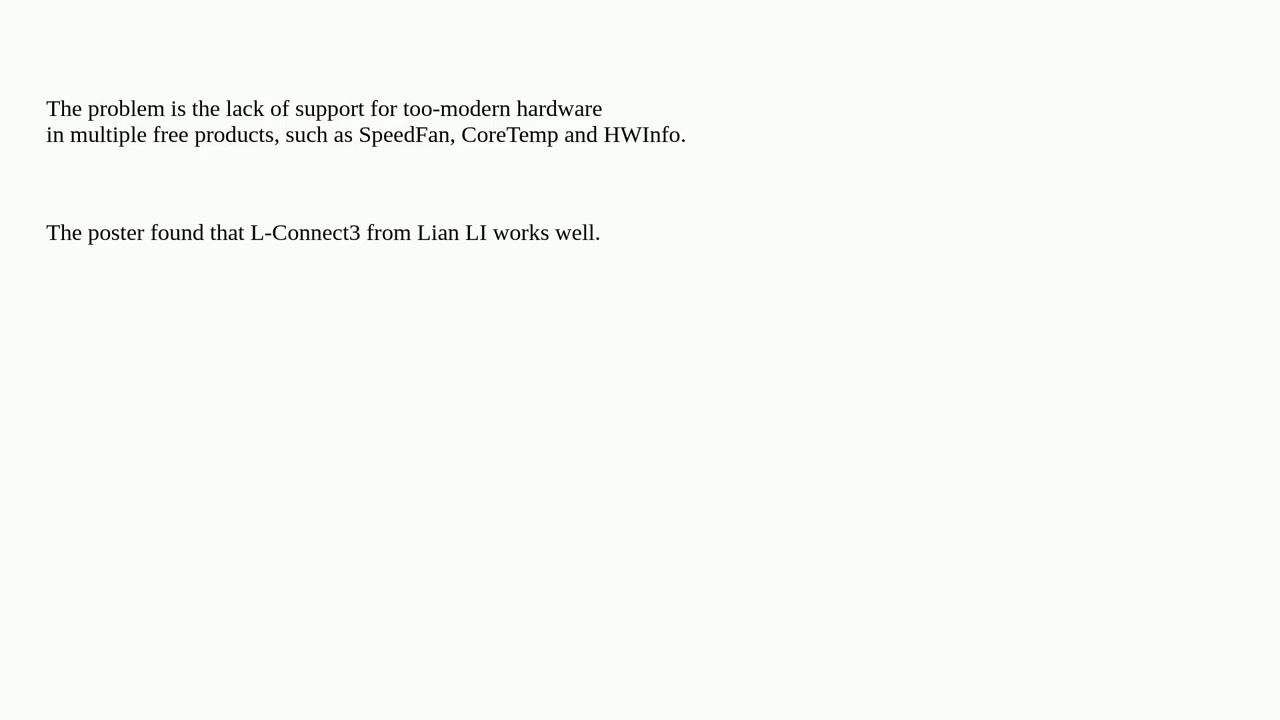 The problem is the lack of support for too-modern hardware
in multiple free products, such as SpeedFan, CoreTemp and HWInfo.
The poster found that L-Connect3 from Lian LI works well.